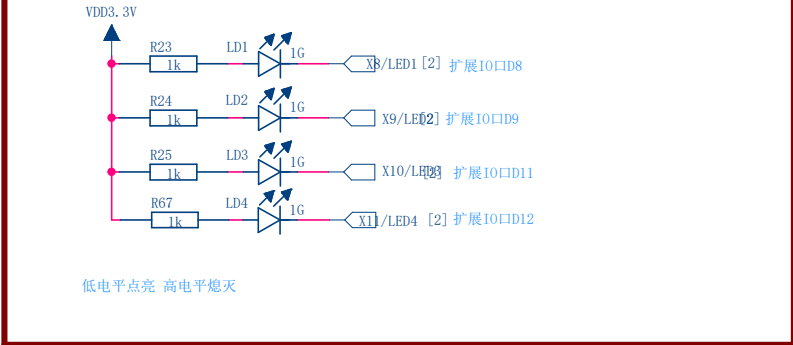 VDD3.3V
R23 LD1 1G X8/LED1 [2] 扩展IO口D8
1k
R24 LD2 1G X9/LED2 [2] 扩展IO口D9
1k
R25 LD3 1G X10/LED3 [2] 扩展IO口D11
1k
R67 LD4 1G X11/LED4 [2] 扩展IO口D12
1k
低电平点亮 高电平熄灭